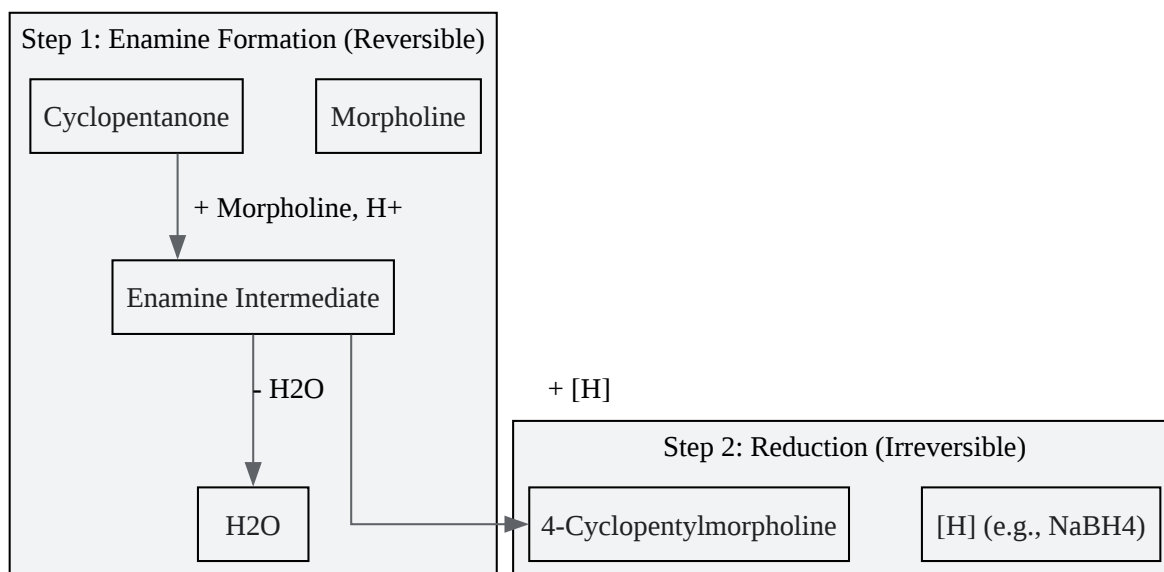 Step 1: Enamine Formation (Reversible)
Cyclopentanone
Morpholine
+ Morpholine, H+
Enamine Intermediate
- H2O
+ [H]
Step 2: Reduction (Irreversible)
H2O
4-Cyclopentylmorpholine
[H] (e.g., NaBH4)